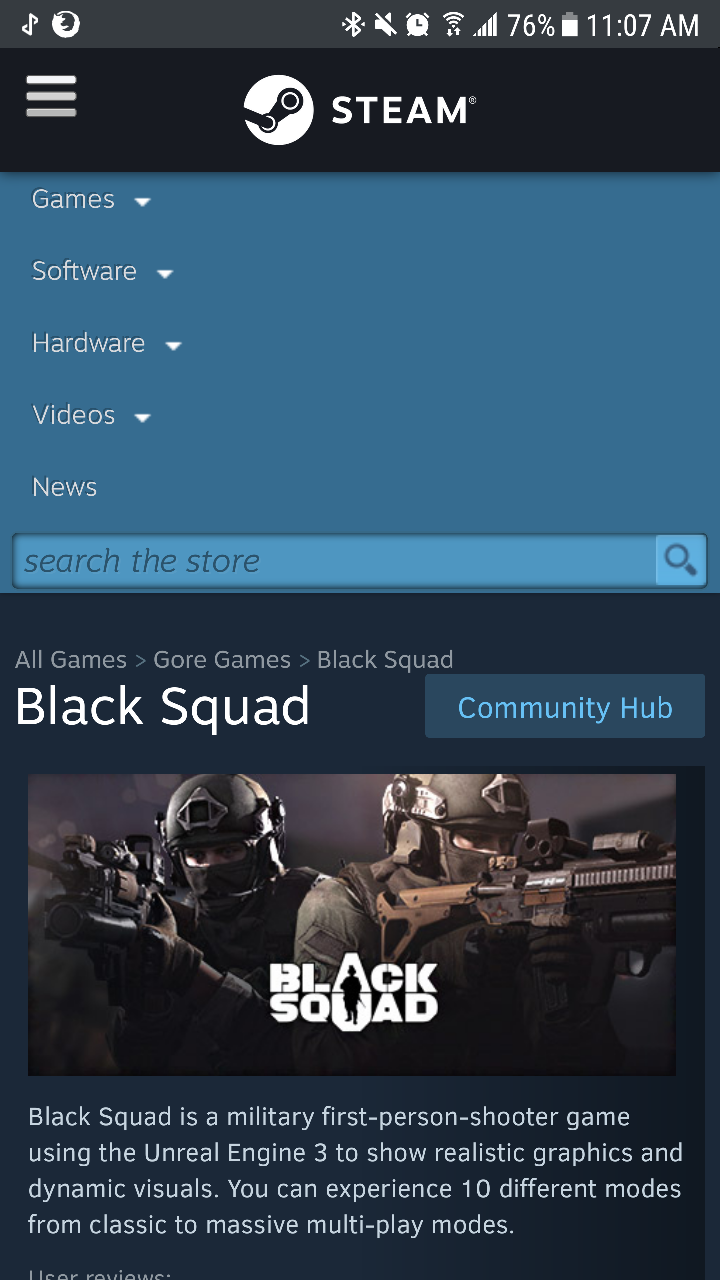 76% 11:07 AM
STEAM®
Games
Software
Hardware
Videos
News
search the store
All Games > Gore Games > Black Squad
Black Squad
Community Hub
BLACK
SQUAD
Black Squad is a military first-person-shooter game
using the Unreal Engine 3 to show realistic graphics and
dynamic visuals. You can experience 10 different modes
from classic to massive multi-play modes.
User reviews: